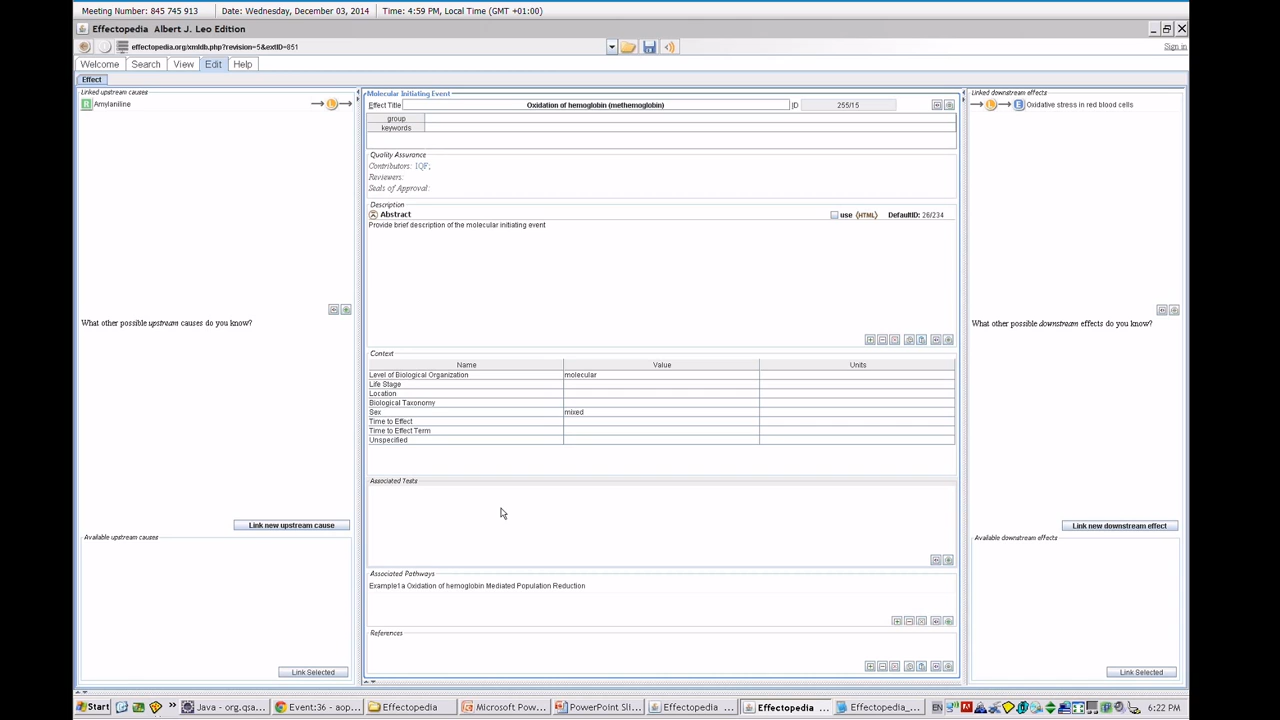 Meeting Number: 845 745 913 Date: Wednesday, December 03, 2014 Time: 4:59 PM, Local Time (GMT +01:00)
Effectopedia Albert J. Leo Edition
effectopedia.org/xmldb.php?revision=5&extID=851
Sign in
Welcome Search View Edit Help
Effect
Linked upstream causes
R Amylaniline L
Molecular Initiating Event
Effect Title Oxidation of hemoglobin (methemoglobin) ID 255/15
group
keywords
Quality Assurance
Contributors: IQF;
Reviewers:
Seals of Approval:
Description
Abstract use (HTML) DefaultID: 26/234
Provide brief description of the molecular initiating event
Linked downstream effects
L E Oxidative stress in red blood cells
What other possible upstream causes do you know?
What other possible downstream effects do you know?
Context
Name Value Units
Level of Biological Organization molecular
Life Stage
Location
Biological Taxonomy
Sex mixed
Time to Effect
Time to Effect Term
Unspecified
Associated Tests
Link new upstream cause
Link new downstream effect
Available upstream causes
Available downstream effects
Associated Pathways
Example1a Oxidation of hemoglobin Mediated Population Reduction
References
Link Selected
Link Selected
Start Java - org.qra... Event:36 - aop... Effectopedia Microsoft Pow... PowerPoint Sli... Effectopedia ... Effectopedia ... Effectopedia_... EN 6:22 PM